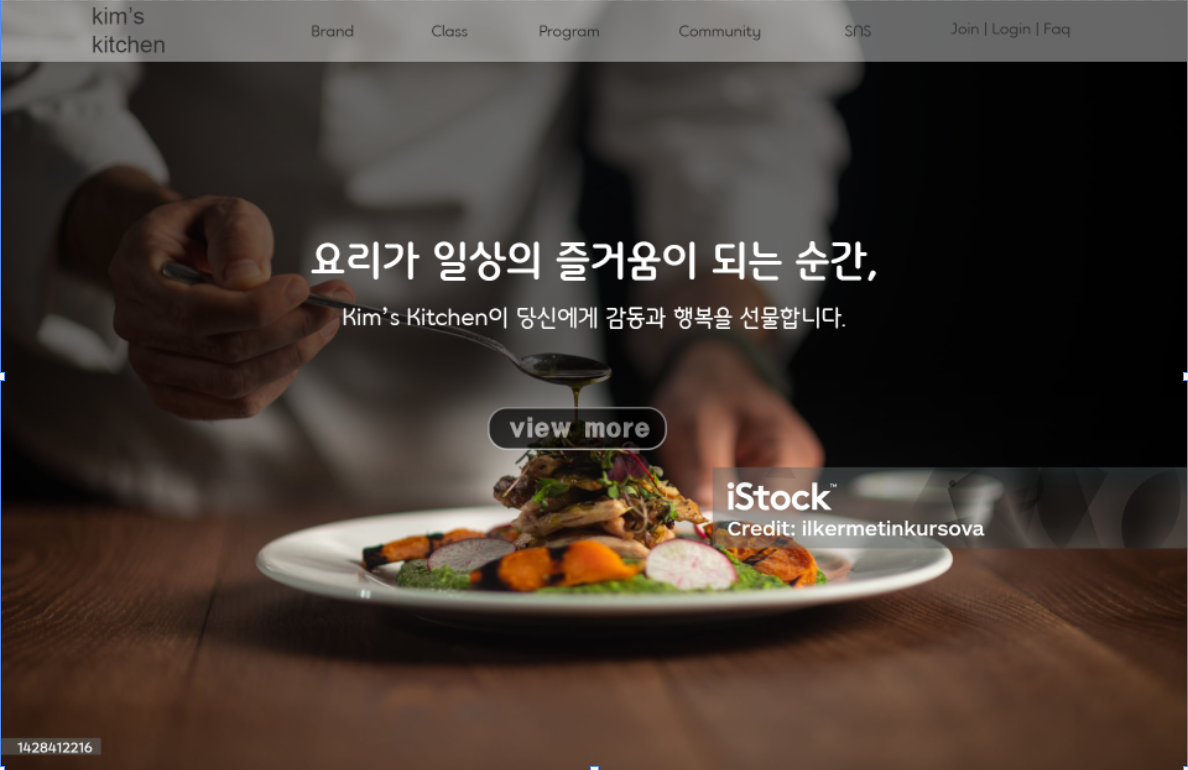 kim's
kitchen
Brand
Class
Program
Community
SNS
Join | Login | Faq
요리가 일상의 즐거움이 되는 순간,
Kim's Kitchen이 당신에게 감동과 행복을 선물합니다.
view more
iStock™
Credit: ilkermetinkursova
1428412216